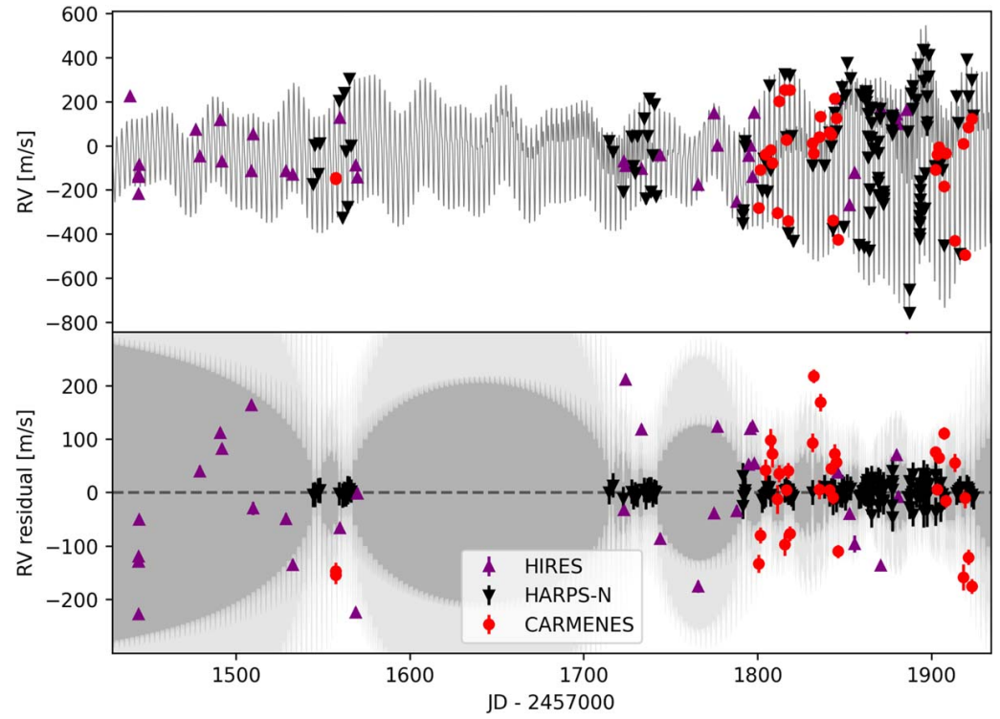 600
400
200
0
−200
−400
−600
−800
RV [m/s]
200
100
0
−100
−200
RV residual [m/s]
HIRES
HARPS-N
CARMENES
1500 1600 1700 1800 1900
JD - 2457000